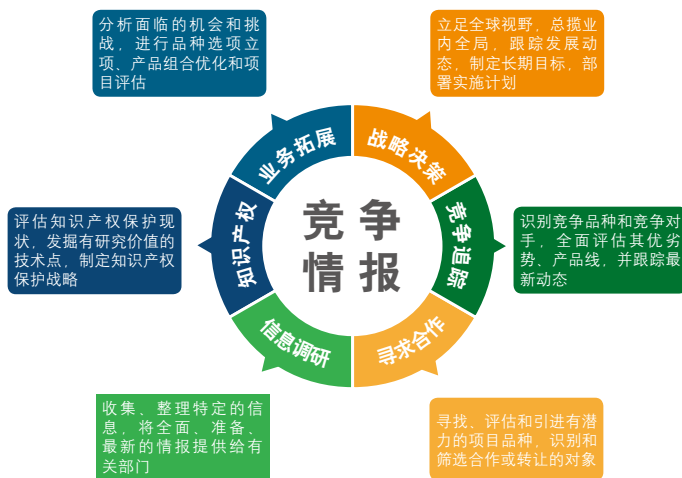 分析面临的机会和挑
战，进行品种选项立
项、产品组合优化和项
目评估
立足全球视野，总揽业
内全局，跟踪发展动
态，制定长期目标，部
署实施计划
业务拓展
战略决策
知识产权
竞争追踪
竞争
情报
信息调研
寻求合作
评估知识产权保护现
状，发掘有研究价值的
技术点，制定知识产权
保护战略
识别竞争品种和竞争对
手，全面评估其优劣
势、产品线，并跟踪最
新动态
收集、整理特定的信
息，将全面、准备、
最新的情报提供给有
关部门
寻找、评估和引进有潜
力的项目品种，识别和
筛选合作或转让的对象